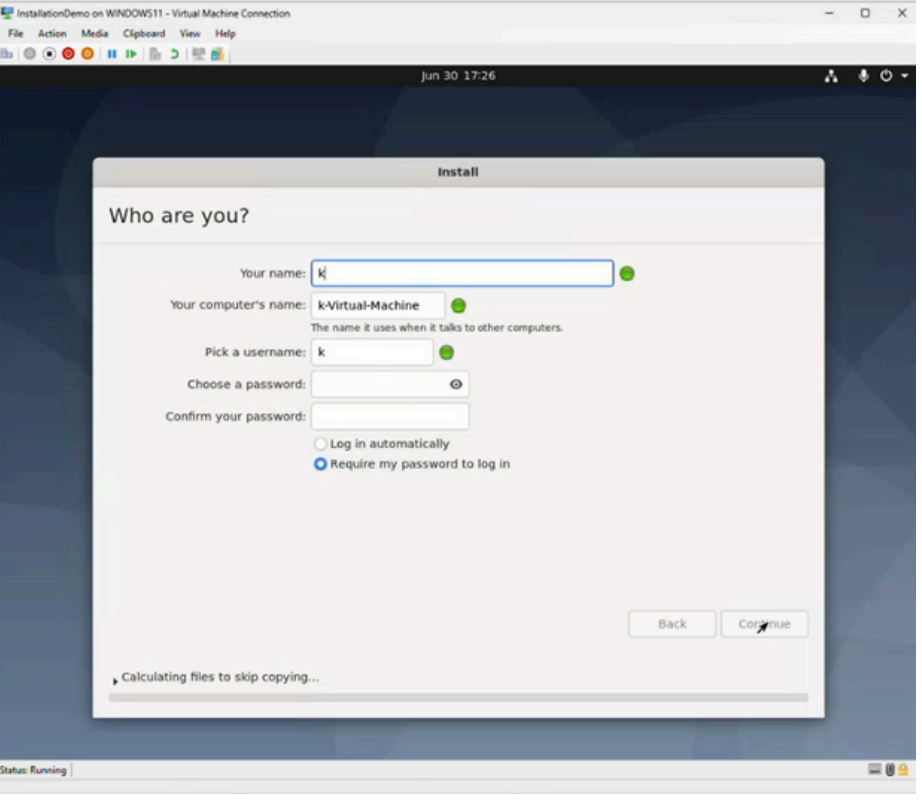 InstallationDemo on WINDOWS11 - Virtual Machine Connection
File Action Media Clipboard View Help
Jun 30 17:26
Install
Who are you?
Your name: k
Your computer's name: k-Virtual-Machine
The name it uses when it talks to other computers.
Pick a username: k
Choose a password:
Confirm your password:
Log in automatically
Require my password to log in
Back Continue
Calculating files to skip copying...
Status: Running